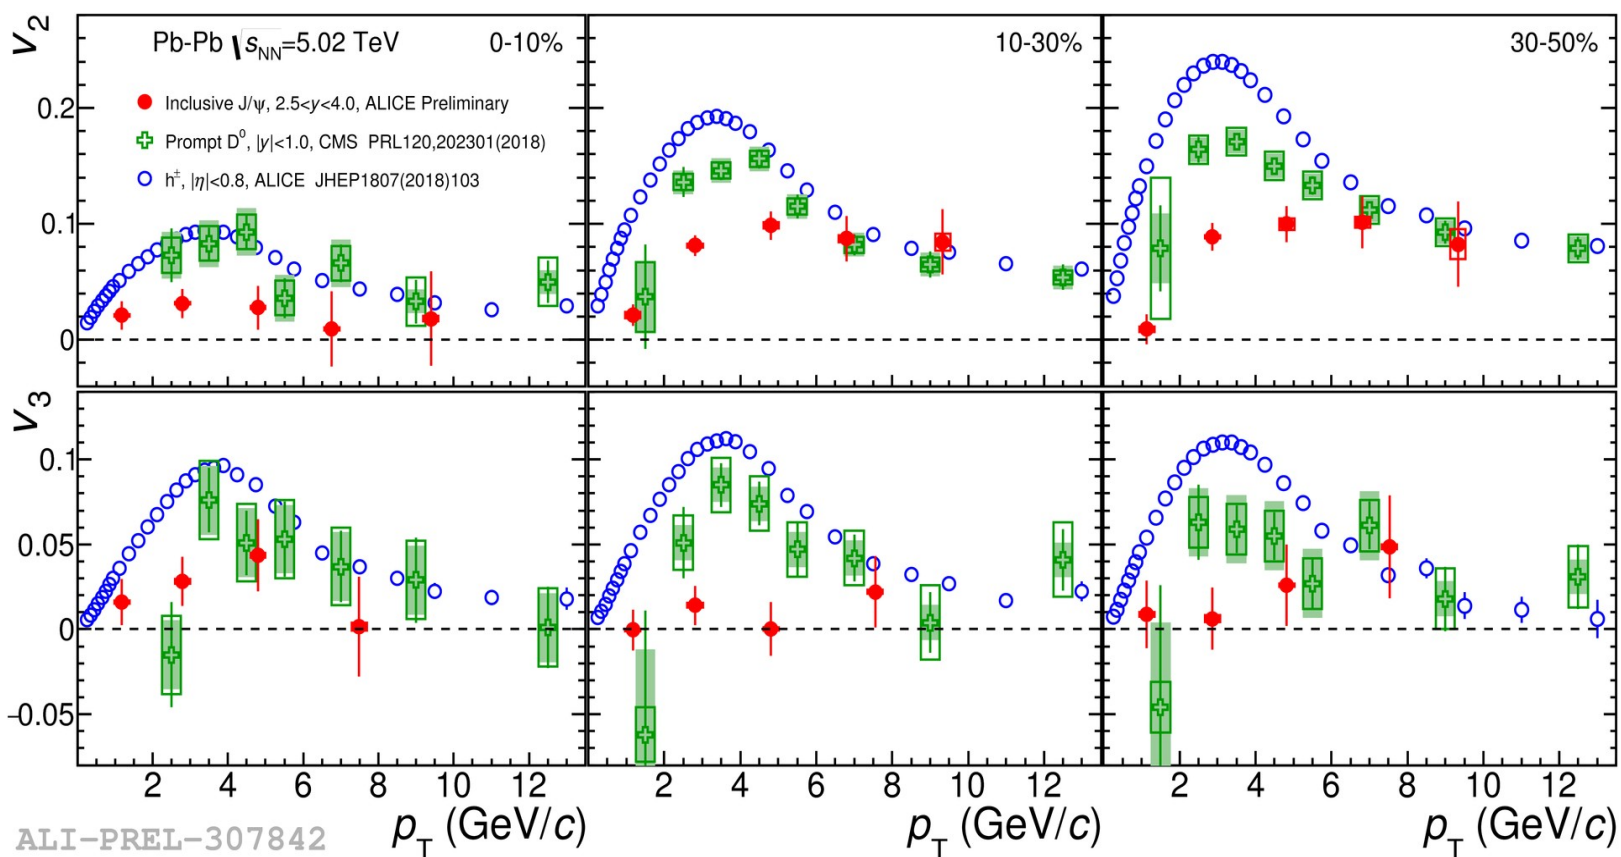 v2
Pb-Pb √sNN=5.02 TeV 0-10% 10-30% 30-50%
Inclusive J/ψ, 2.5<y<4.0, ALICE Preliminary
Prompt D⁰, |y|<1.0, CMS PRL120,202301(2018)
h±, |η|<0.8, ALICE JHEP1807(2018)103
0.2
0.1
0
v3
0.1
0.05
0
−0.05
2 4 6 8 10 12 2 4 6 8 10 12 2 4 6 8 10 12
pT (GeV/c) pT (GeV/c) pT (GeV/c)
ALI−PREL−307842